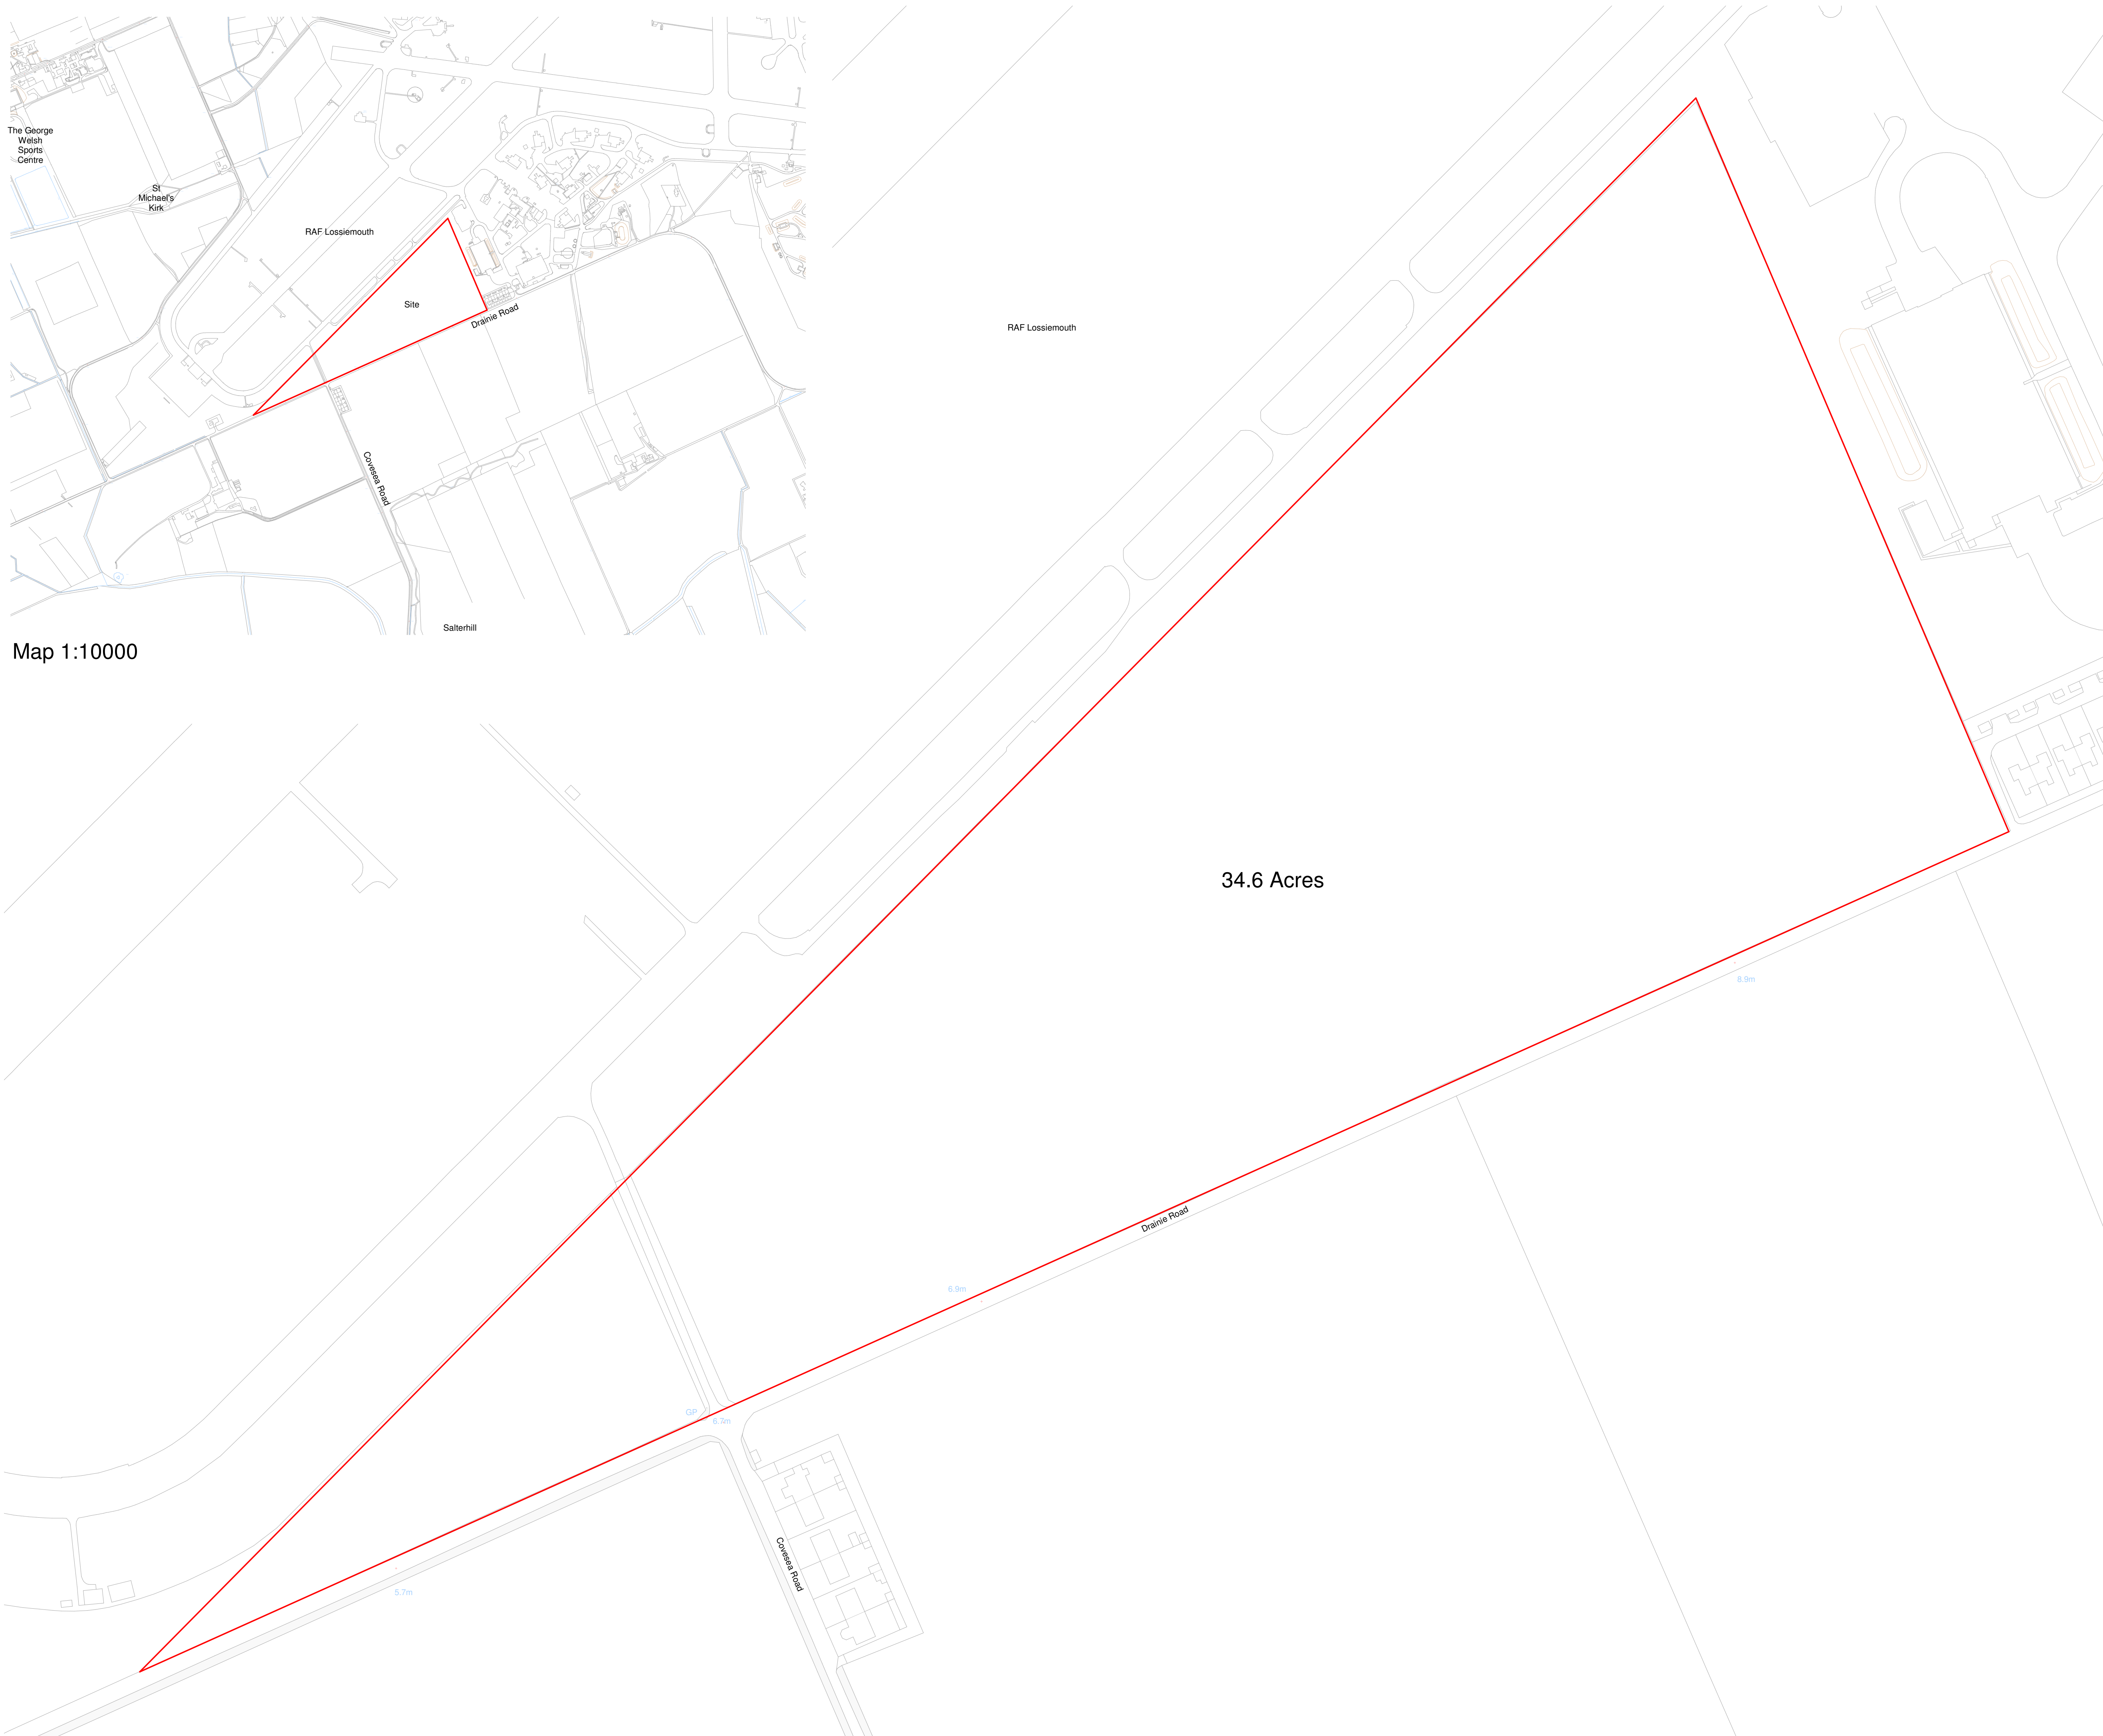 The George
Welsh
Sports
Centre
St
Michael's
Kirk
RAF Lossiemouth
Site
Drainie Road
Covesea Road
Salterhill
Map 1:10000
RAF Lossiemouth
34.6 Acres
8.9m
Drainie Road
6.9m
GP
6.7m
Covesea Road
5.7m